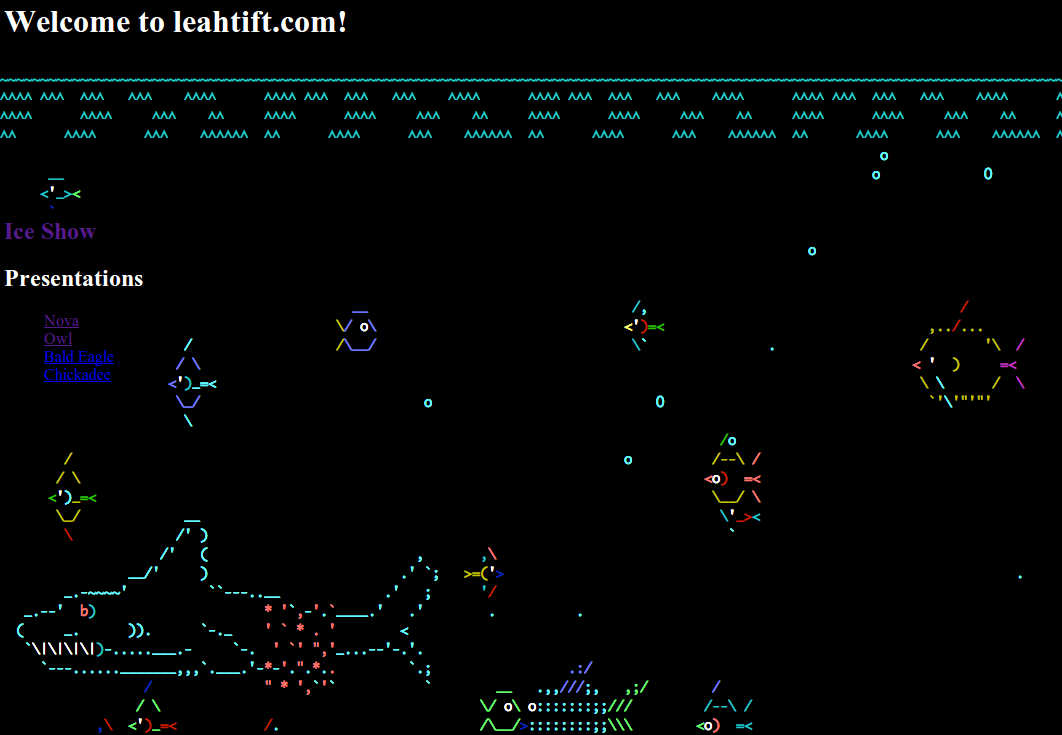 Welcome to leahtift.com!
Ice Show
Presentations
Nova
Owl
Bald Eagle
Chickadee